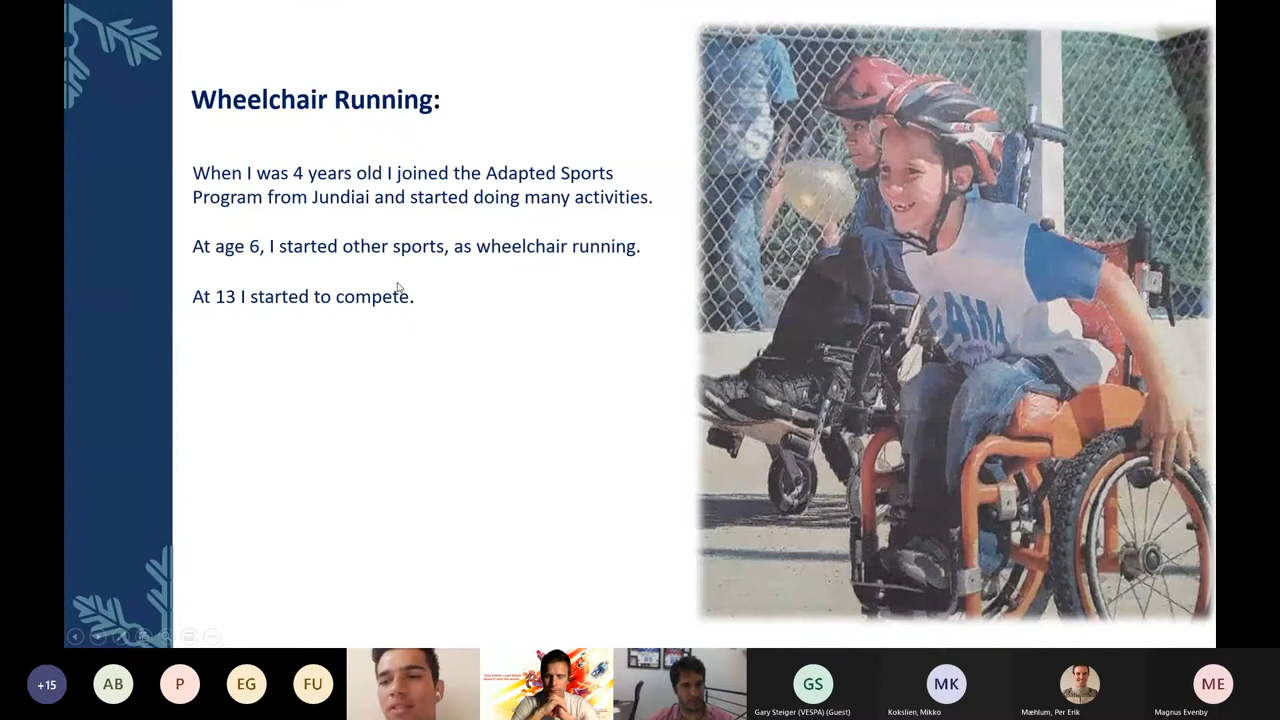 Wheelchair Running:
When I was 4 years old I joined the Adapted Sports
Program from Jundiai and started doing many activities.
At age 6, I started other sports, as wheelchair running.
At 13 I started to compete.
+15
AB
P
EG
FU
GS
MK
ME
Gary Steiger (VESPA) (Guest)
Kokslien, Mikko
Mæhlum, Per Erik
Magnus Evenby